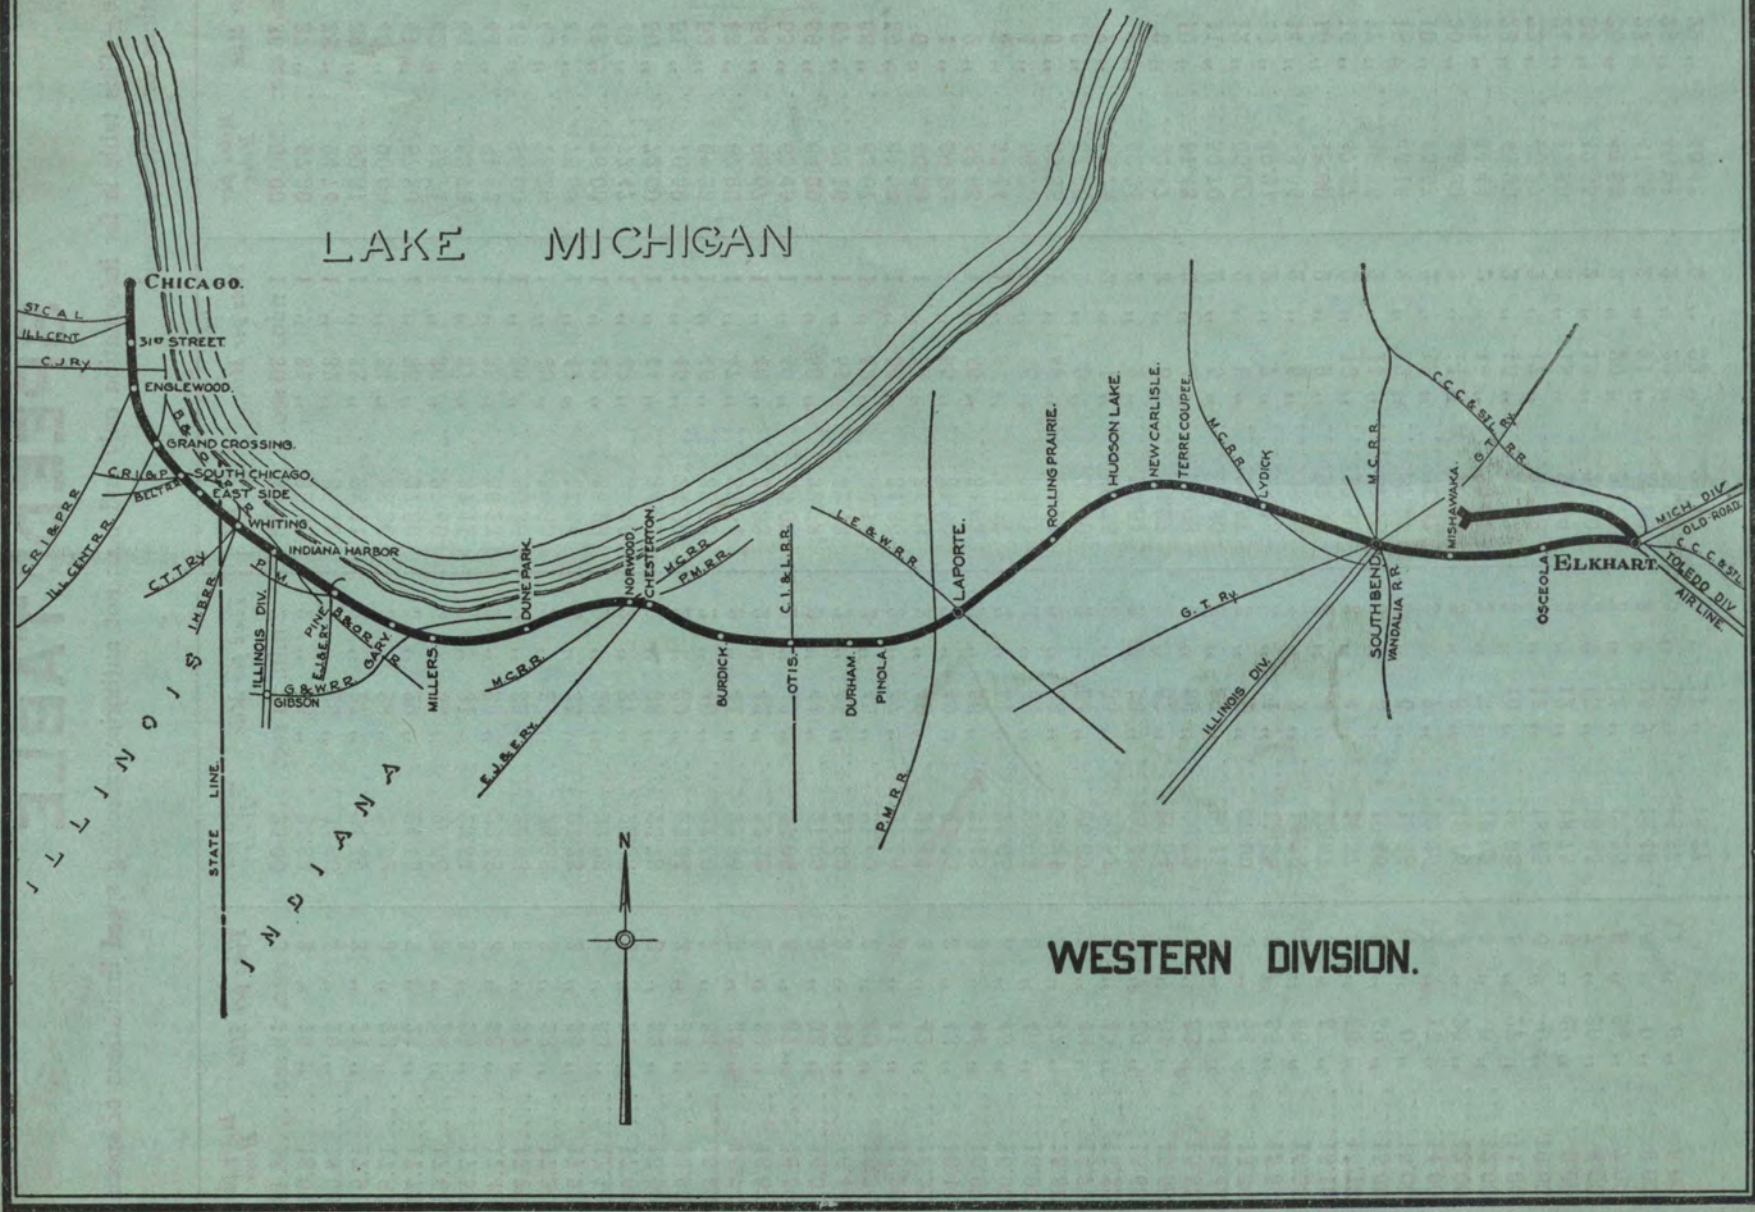 LAKE MICHIGAN
CHICAGO.
ST C A L
ILL CENT.
31ST STREET.
C. J. RY
ENGLEWOOD.
GRAND CROSSING.
C. R. I. & P.
SOUTH CHICAGO.
BELT R.R.
EAST SIDE
C. R. I. & P. R R
ILL CENT R. R.
WHITING.
INDIANA HARBOR
C. T. T. RY
I. H. B. R R
ILLINOIS DIV.
PINE
E. J. & E. RY.
B. & O. R R
GARY.
G. & W. R. R.
GIBSON
MILLERS.
DUNE PARK.
NORWOOD
CHESTERTON.
M. C. R. R.
P. M. R. R.
M. C. R. R.
E. J. & E. RY.
BURDICK.
C. I. & L. R. R.
OTIS.
DURHAM.
PINOLA.
L. E. & W. R. R.
P. M. R R
LAPORTE.
ROLLING PRAIRIE.
HUDSON LAKE.
NEW CARLISLE.
TERRE COUPEE.
M. C. R R
LYDICK
G. T. RY
ILLINOIS DIV.
M. C. R R
SOUTH BEND
VANDALIA R R
C. C. C. & ST L R R
G. T. RY
MISHAWAKA.
OSCEOLA
ELKHART.
MICH. DIV
OLD ROAD.
C. C. C. & ST L.
TOLEDO DIV
AIR LINE.
ILLINOIS
STATE LINE.
INDIANA
N
WESTERN DIVISION.